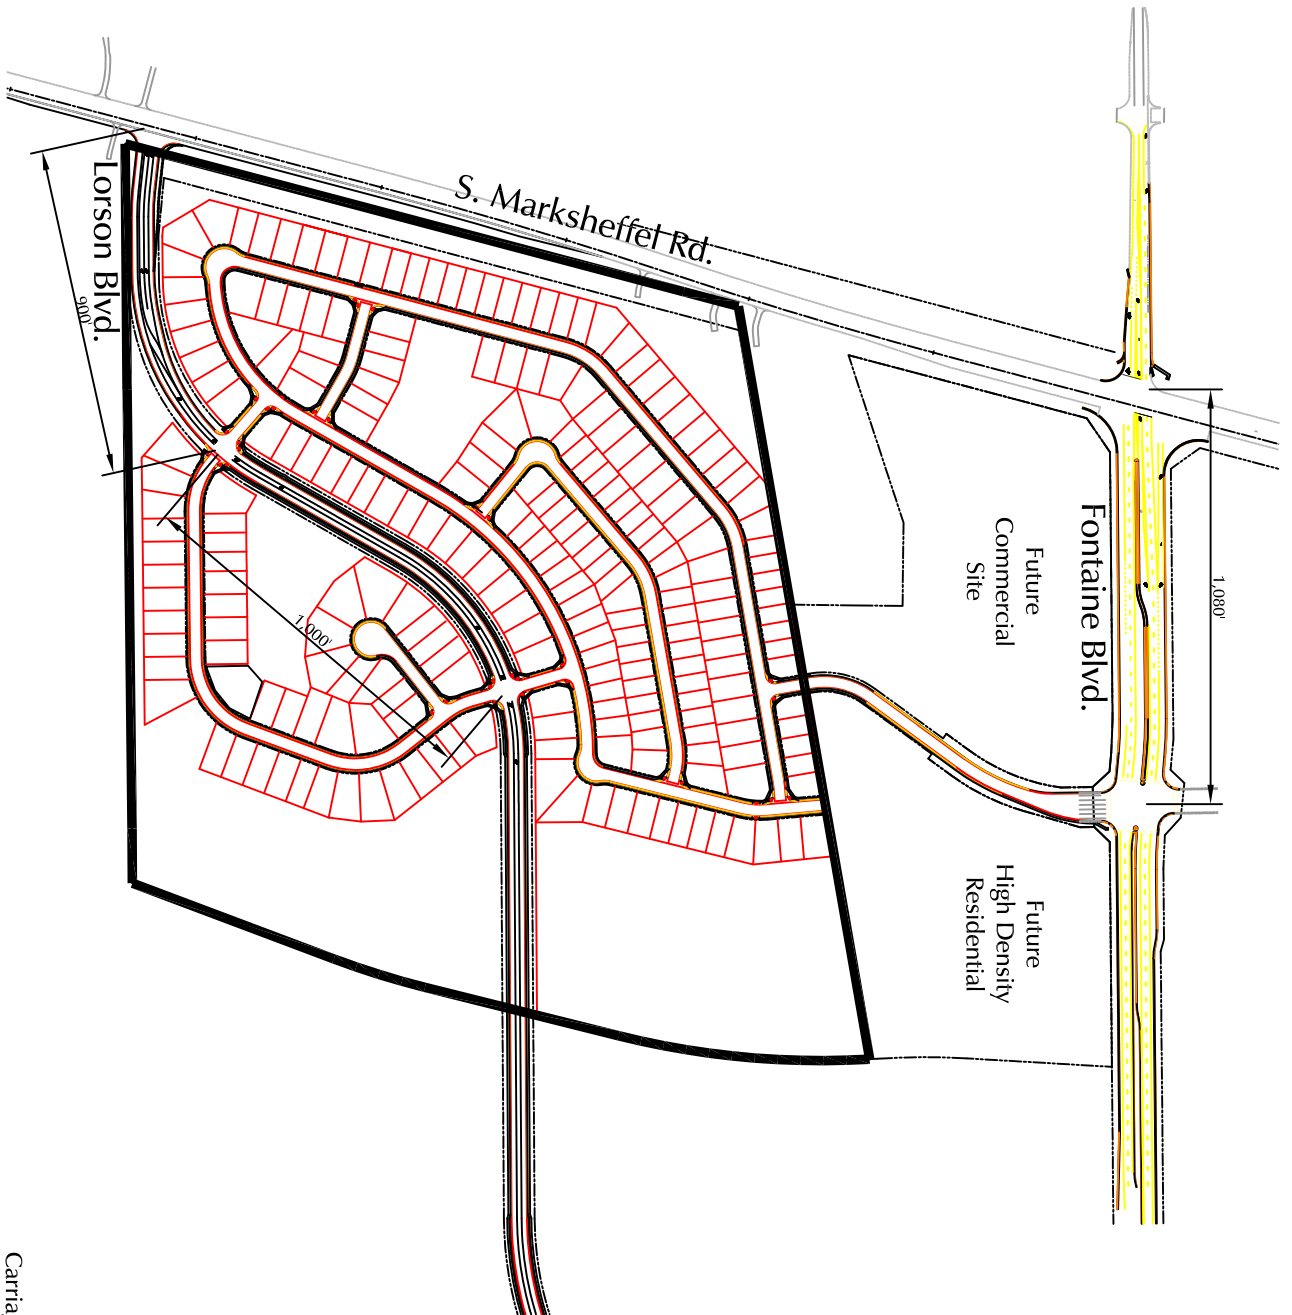 S. Marksheffel Rd.
Lorson Blvd.
900'
1,000'
Fontaine Blvd.
1,080'
Future
Commercial
Site
Future
High Density
Residential
Carria